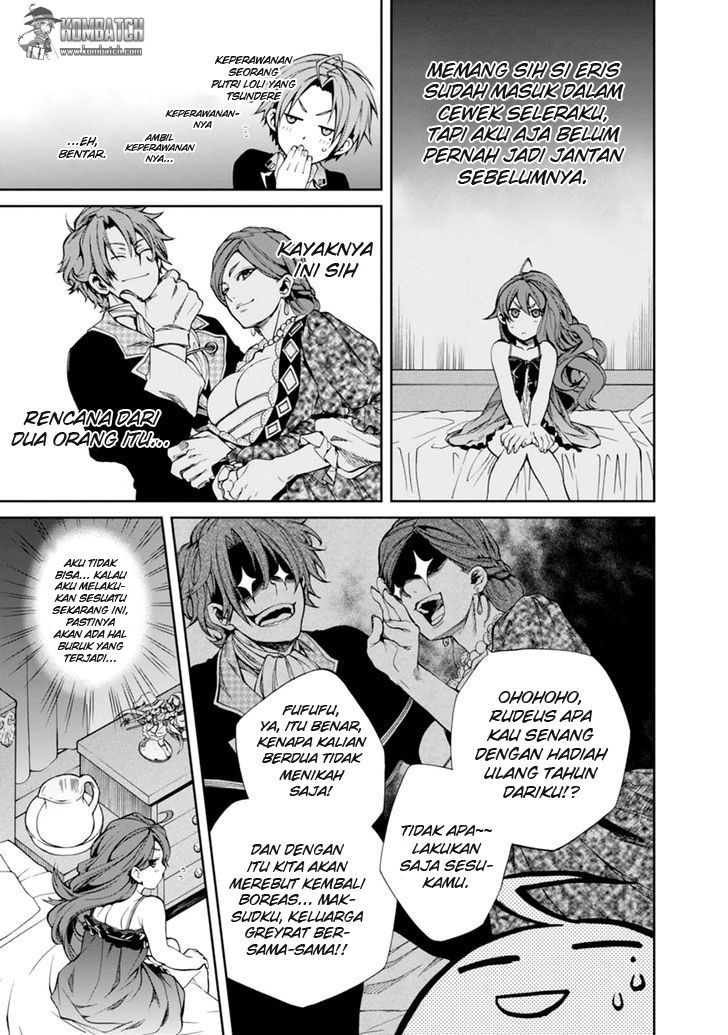 KOMBATCH
www.kombatch.com
MEMANG SIH SI ERIS
SUDAH MASUK DALAM
CEWEK SELERAKU,
TAPI AKU AJA BELUM
PERNAH JADI JANTAN
SEBELUMNYA.
KEPERAWANAN
SEORANG
PUTRI LOLI YANG
TSUNDERE
KEPERAWANAN-
NYA
AMBIL
KEPERAWANAN
NYA...
...EH,
BENTAR.
KAYAKNYA
INI SIH
RENCANA DARI
DUA ORANG ITU...
OHOHOHO,
RUDEUS APA
KAU SENANG
DENGAN HADIAH
ULANG TAHUN
DARIKU!?
TIDAK APA~~
LAKUKAN
SAJA SESU-
KAMU.
FUFUFU,
YA, ITU BENAR,
KENAPA KALIAN
BERDUA TIDAK
MENIKAH
SAJA!
DAN DENGAN
ITU KITA AKAN
MEREBUT KEMBALI
BOREAS... MAK-
SUDKU, KELUARGA
GREYRAT BER-
SAMA-SAMA!!
AKU TIDAK
BISA... KALAU
AKU MELAKU-
KAN SESUATU
SEKARANG INI,
PASTINYA
AKAN ADA HAL
BURUK YANG
TERJADI...